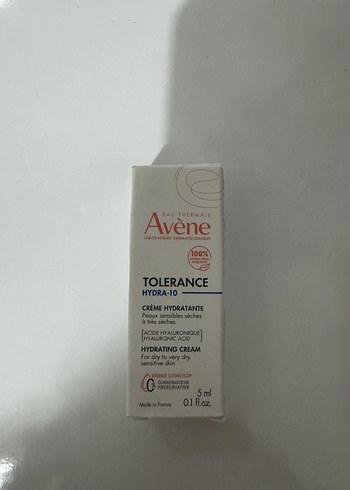 EAU THERMALE
Avène
LABORATOIRE DERMATOLOGIQUE
100%
TOLERANCE
HYDRA-10
CRÈME HYDRATANTE
Peaux sensibles sèches
à très sèches
[ACIDE HYALURONIQUE]
[HYALURONIC ACID]
HYDRATING CREAM
For dry to very dry
sensitive skin
STERILE COSMETICS
0 CONSERVATEUR
PRESERVATIVE
5 ml
Made in France
0.1 fl.oz.